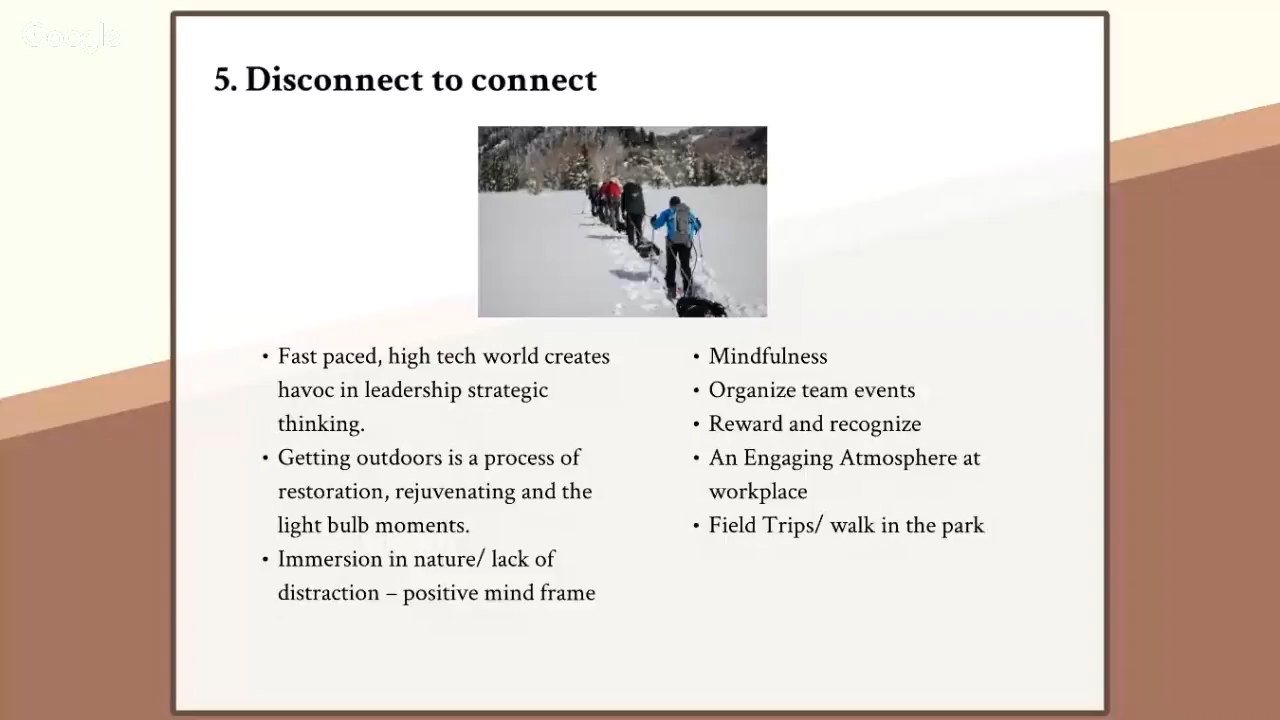 Google
5. Disconnect to connect
• Fast paced, high tech world creates
havoc in leadership strategic
thinking.
• Getting outdoors is a process of
restoration, rejuvenating and the
light bulb moments.
• Immersion in nature/ lack of
distraction – positive mind frame
• Mindfulness
• Organize team events
• Reward and recognize
• An Engaging Atmosphere at
workplace
• Field Trips/ walk in the park